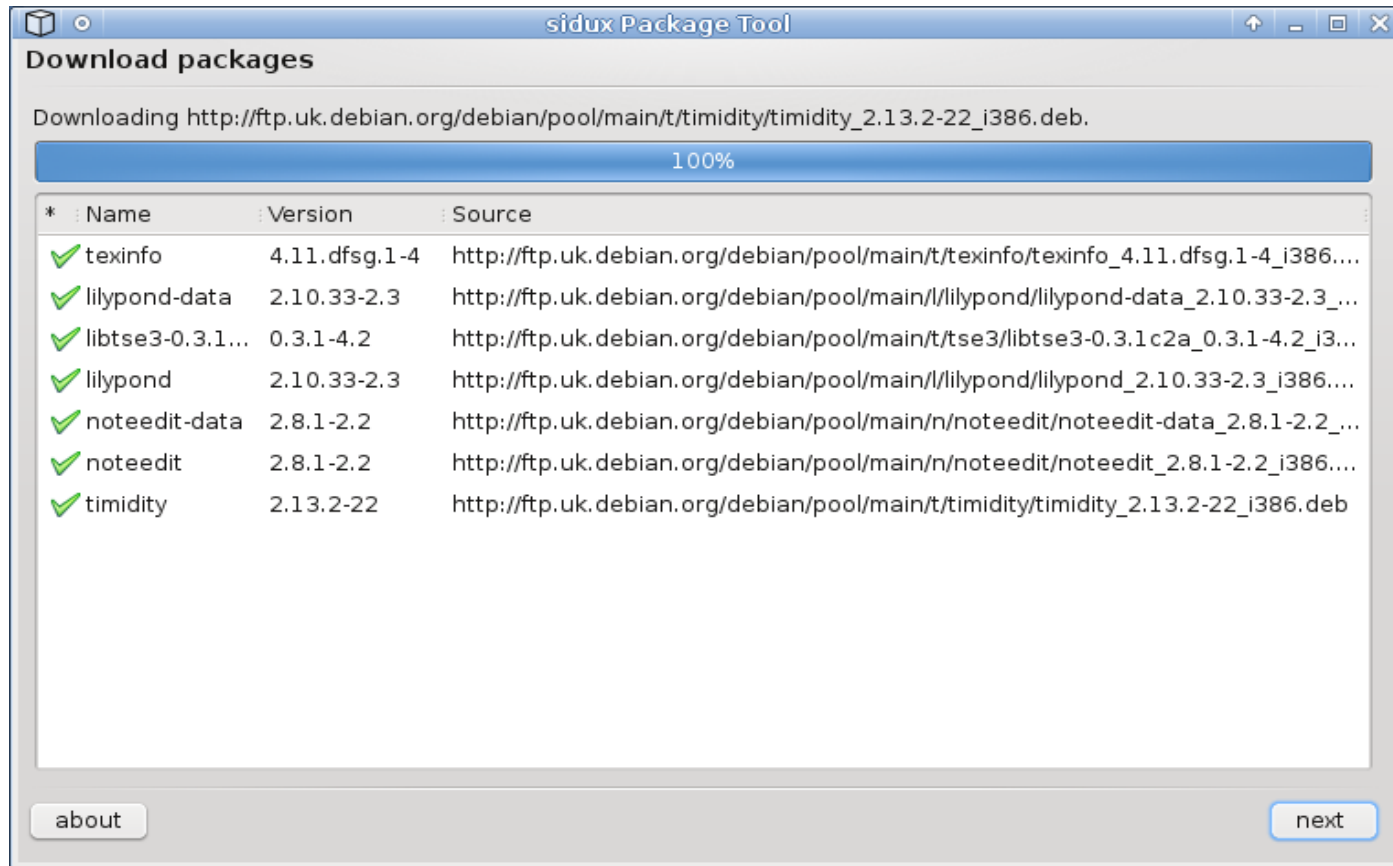 sidux Package Tool
Download packages
Downloading http://ftp.uk.debian.org/debian/pool/main/t/timidity/timidity_2.13.2-22_i386.deb.
100%
* Name Version Source
texinfo 4.11.dfsg.1-4 http://ftp.uk.debian.org/debian/pool/main/t/texinfo/texinfo_4.11.dfsg.1-4_i386....
lilypond-data 2.10.33-2.3 http://ftp.uk.debian.org/debian/pool/main/l/lilypond/lilypond-data_2.10.33-2.3_...
libtse3-0.3.1... 0.3.1-4.2 http://ftp.uk.debian.org/debian/pool/main/t/tse3/libtse3-0.3.1c2a_0.3.1-4.2_i3...
lilypond 2.10.33-2.3 http://ftp.uk.debian.org/debian/pool/main/l/lilypond/lilypond_2.10.33-2.3_i386....
noteedit-data 2.8.1-2.2 http://ftp.uk.debian.org/debian/pool/main/n/noteedit/noteedit-data_2.8.1-2.2_...
noteedit 2.8.1-2.2 http://ftp.uk.debian.org/debian/pool/main/n/noteedit/noteedit_2.8.1-2.2_i386....
timidity 2.13.2-22 http://ftp.uk.debian.org/debian/pool/main/t/timidity/timidity_2.13.2-22_i386.deb
about
next